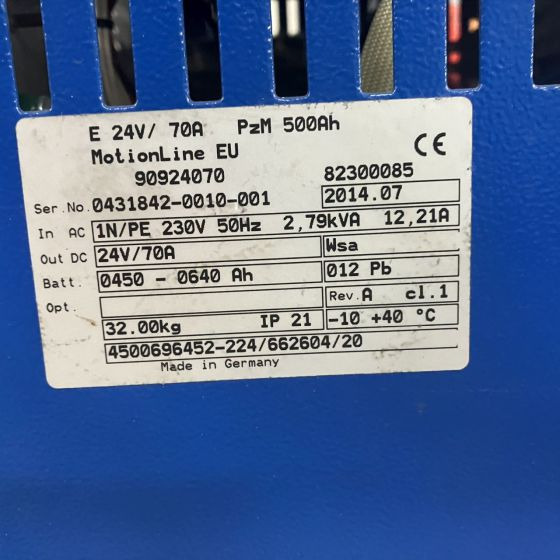 E 24V/ 70A PzM 500Ah
MotionLine EU CE
90924070 82300085
Ser.No. 0431842-0010-001 2014.07
In AC 1N/PE 230V 50Hz 2,79kVA 12,21A
Out DC 24V/70A Wsa
Batt. 0450 - 0640 Ah 012 Pb
Opt. Rev. A cl.1
32.00kg IP 21 -10 +40 °C
4500696452-224/662604/20
Made in Germany